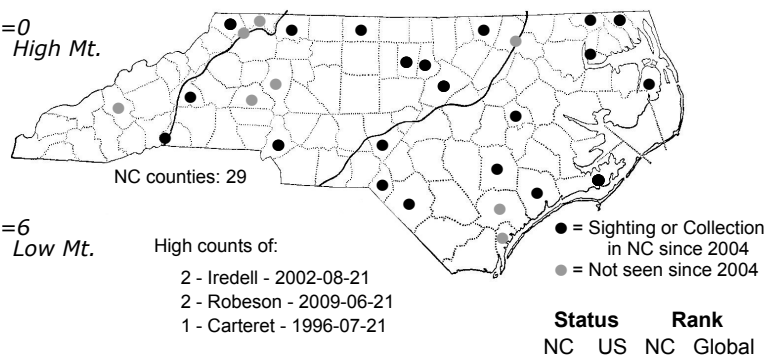 =0
High Mt.
NC counties: 29
=6
Low Mt.
High counts of:
2 - Iredell - 2002-08-21
2 - Robeson - 2009-06-21
1 - Carteret - 1996-07-21
● = Sighting or Collection
in NC since 2004
● = Not seen since 2004
Status Rank
NC US NC Global